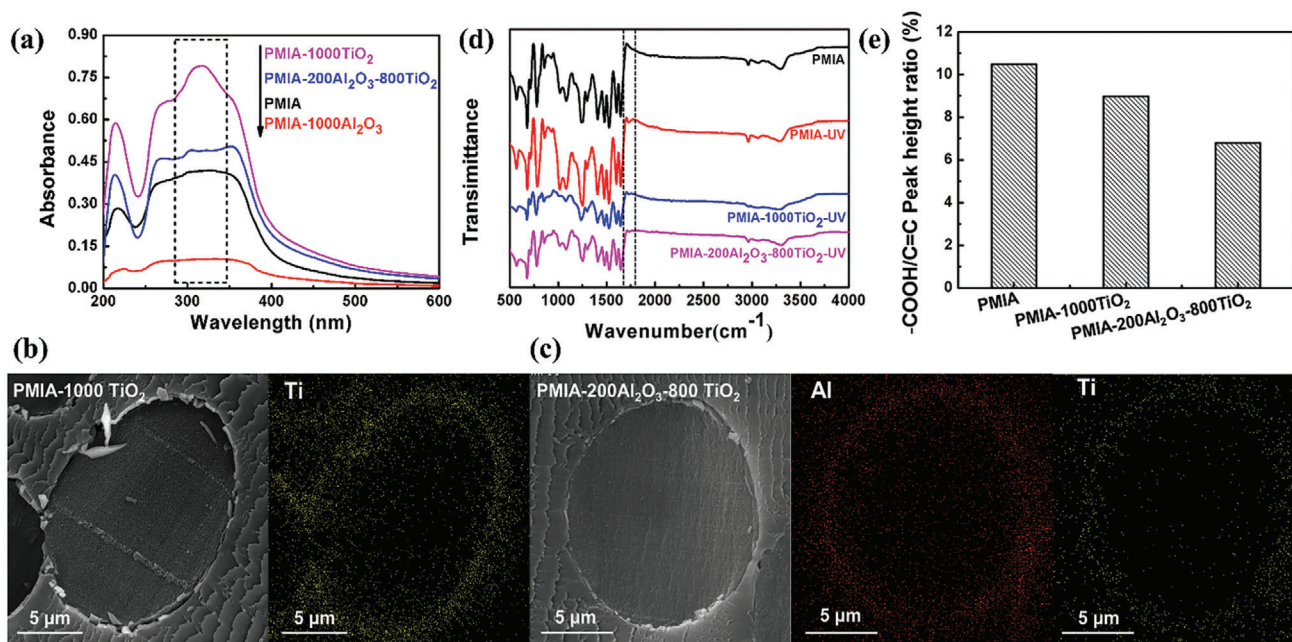 (a)
0.90
0.75
0.60
0.45
0.30
0.15
0.00
Absorbance
PMIA-1000TiO₂
PMIA-200Al₂O₃-800TiO₂
PMIA
PMIA-1000Al₂O₃
200 300 400 500 600
Wavelength (nm)
(d)
Transimittance
PMIA
PMIA-UV
PMIA-1000TiO₂-UV
PMIA-200Al₂O₃-800TiO₂-UV
500 1000 1500 2000 2500 3000 3500 4000
Wavenumber(cm⁻¹)
(e)
-COOH/C=C Peak height ratio (%)
12
10
8
6
4
2
0
PMIA
PMIA-1000TiO₂
PMIA-200Al₂O₃-800TiO₂
(b)
PMIA-1000 TiO₂
5 µm
Ti
5 µm
(c)
PMIA-200Al₂O₃-800 TiO₂
5 µm
Al
5 µm
Ti
5 µm